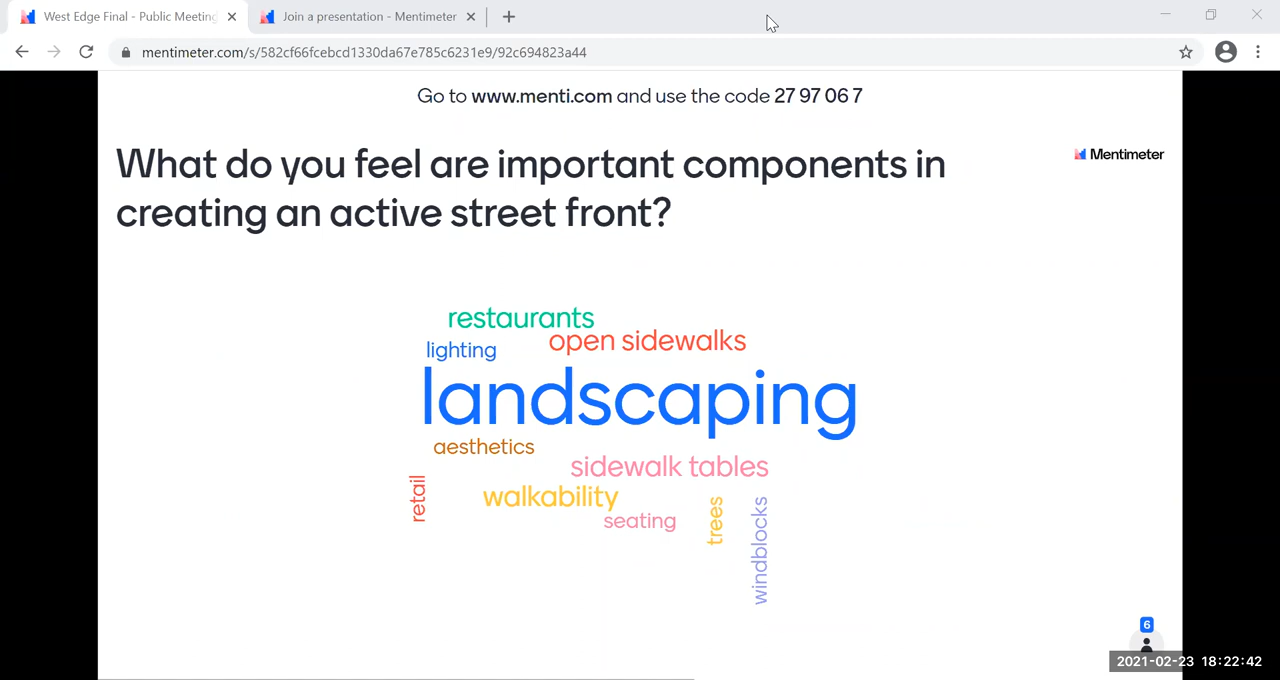 West Edge Final - Public Meeting
Join a presentation - Mentimeter
mentimeter.com/s/582cf66fcebcd1330da67e785c6231e9/92c694823a44
Go to www.menti.com and use the code 27 97 06 7
What do you feel are important components in
creating an active street front?
Mentimeter
restaurants
open sidewalks
lighting
landscaping
aesthetics
sidewalk tables
retail
walkability
seating
trees
windblocks
6
2021-02-23 18:22:42